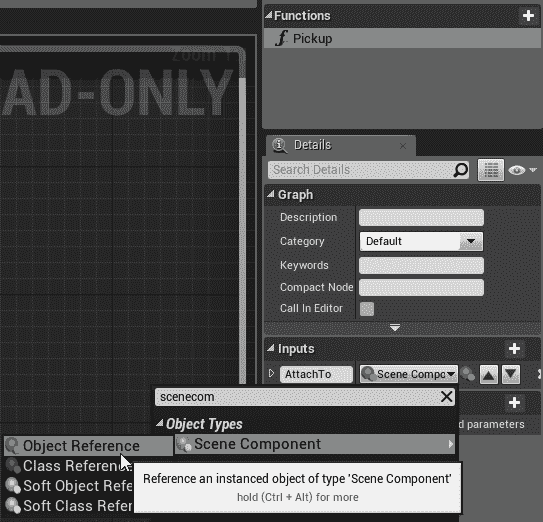 Functions
Pickup
Zoom 1
AD-ONLY
Details
Search Details
Graph
Description
Category Default
Keywords
Compact Node
Call In Editor
Inputs
AttachTo Scene Compo
scenecom
d parameters
Object Types
Object Reference Scene Component
Class Reference
Soft Object Refe
Soft Class Refer
Reference an instanced object of type 'Scene Component'
hold (Ctrl + Alt) for more